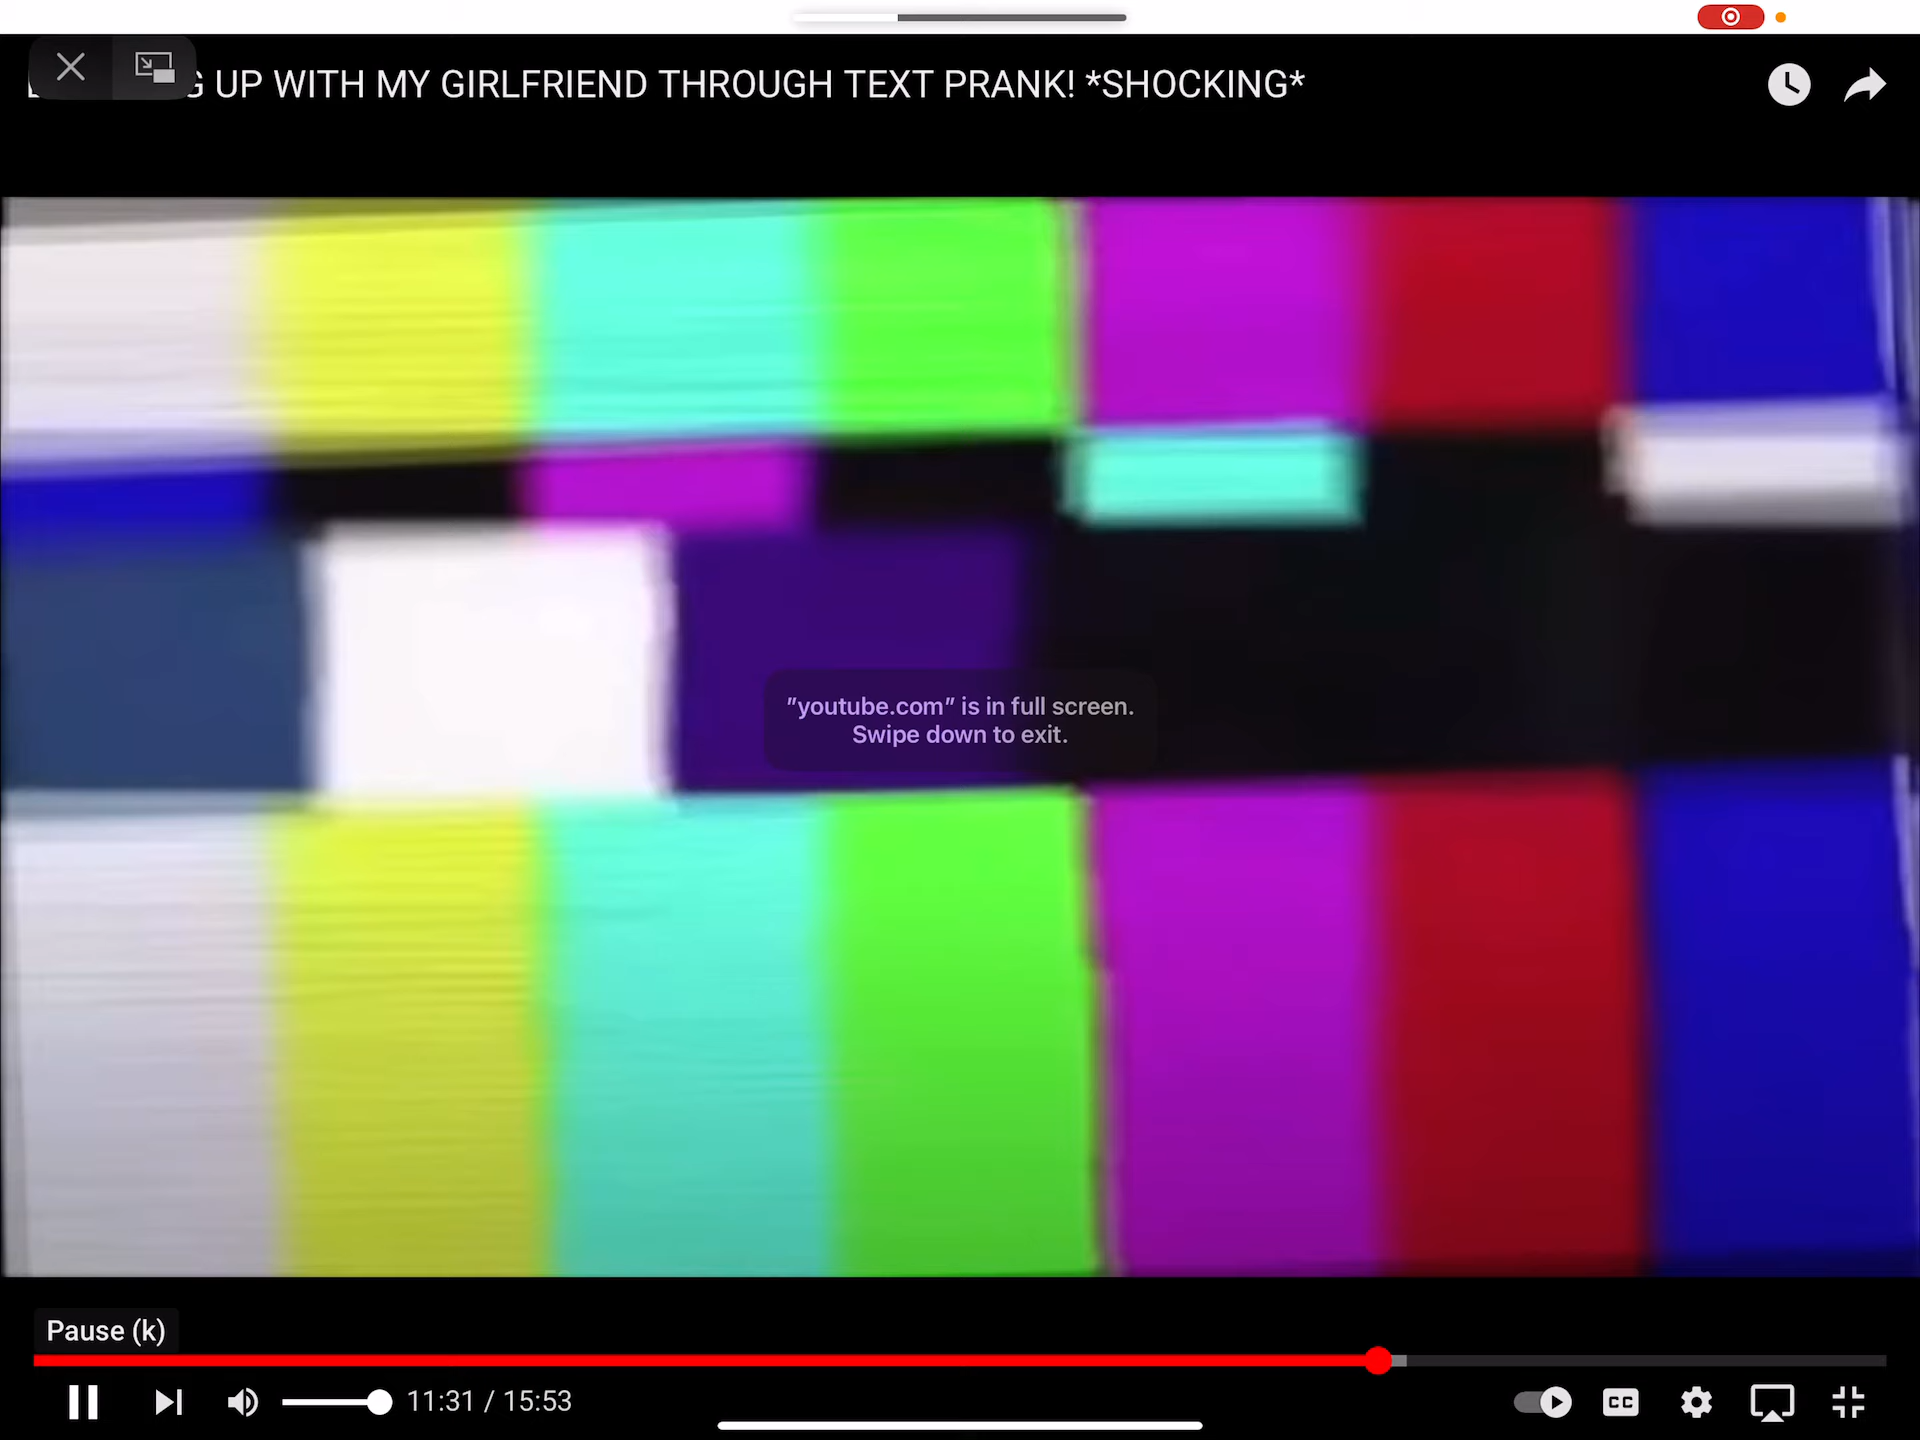 G UP WITH MY GIRLFRIEND THROUGH TEXT PRANK! *SHOCKING*
"youtube.com" is in full screen.
Swipe down to exit.
Pause (k)
11:31 / 15:53
CC